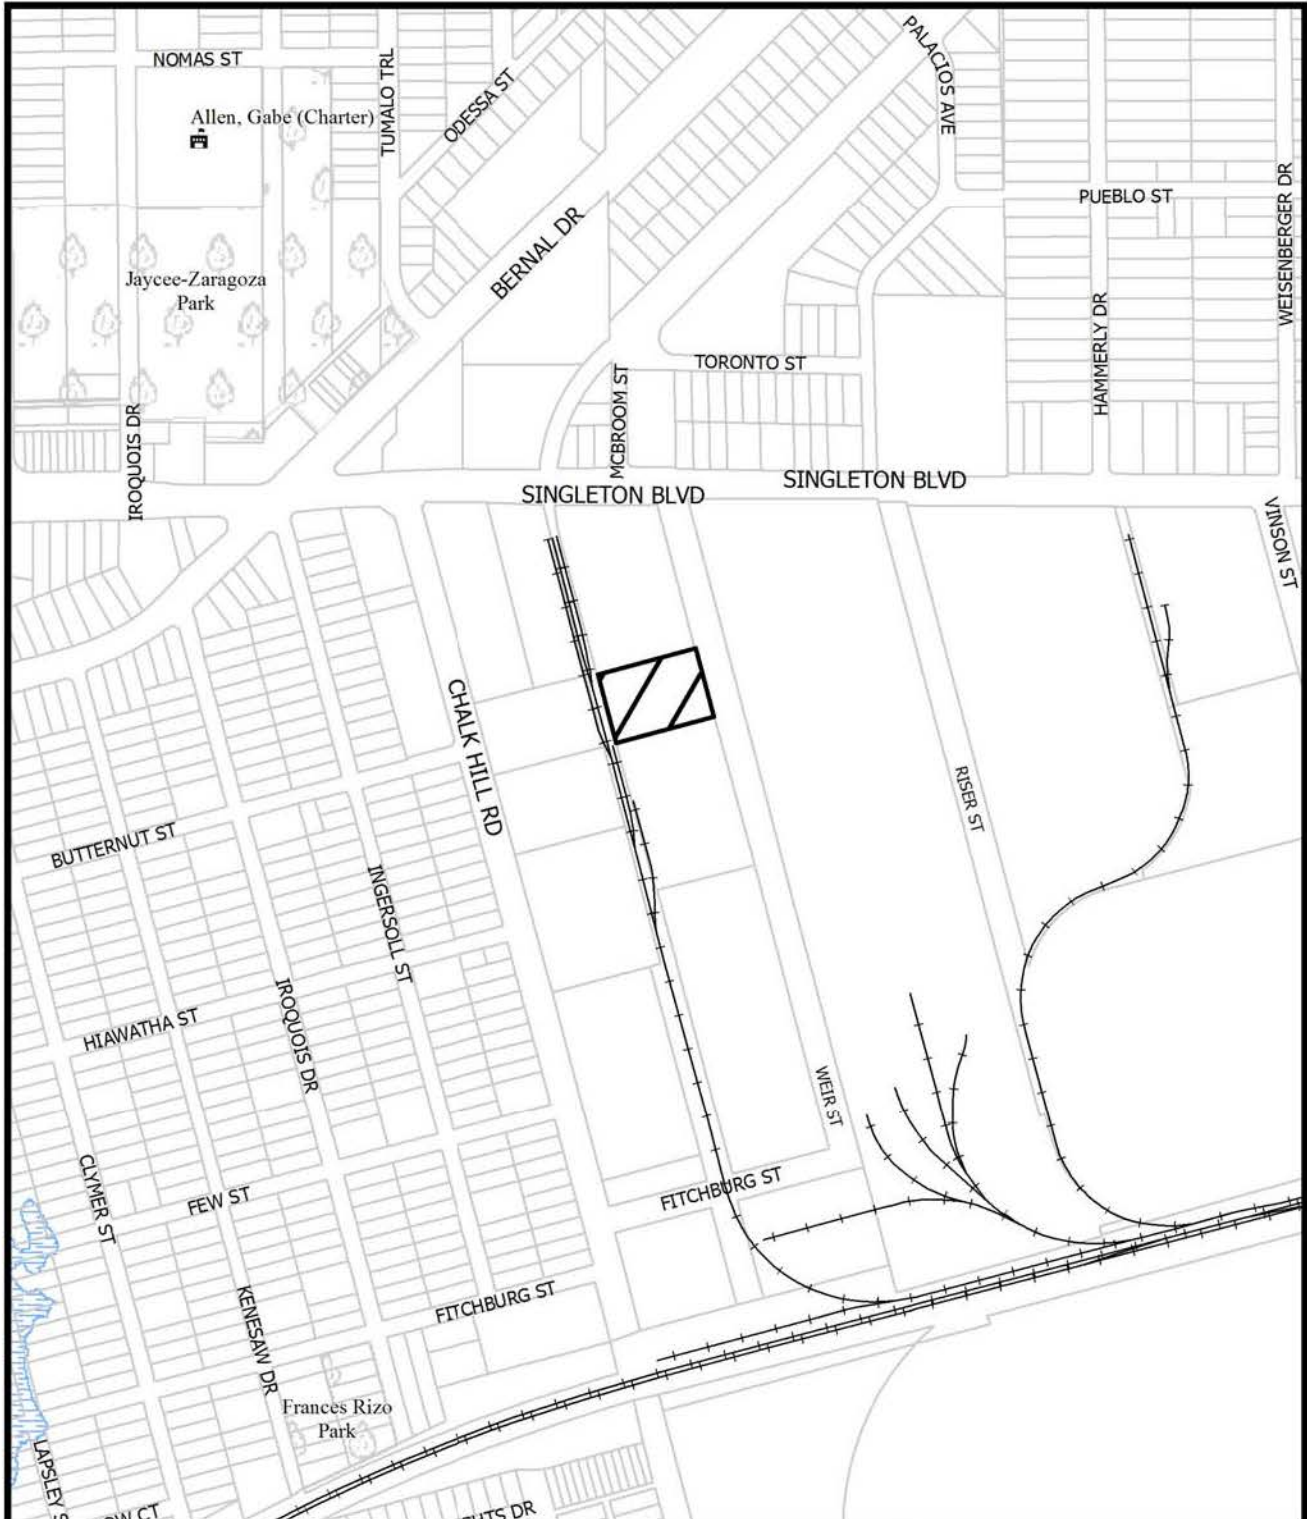 NOMAS ST
TUMALO TRL
ODESSA ST
PALACIOS AVE
Allen, Gabe (Charter)
PUEBLO ST
WEISENBERGER DR
BERNAL DR
Jaycee-Zaragoza
Park
HAMMERLY DR
TORONTO ST
MCBROOM ST
IROQUOIS DR
SINGLETON BLVD
SINGLETON BLVD
VINSON ST
CHALK HILL RD
RISER ST
BUTTERNUT ST
INGERSOLL ST
IROQUOIS DR
HIAWATHA ST
WEIR ST
CLYMER ST
FEW ST
FITCHBURG ST
KENESAW DR
FITCHBURG ST
Frances Rizo
Park
LAPSLEY
CT
DR